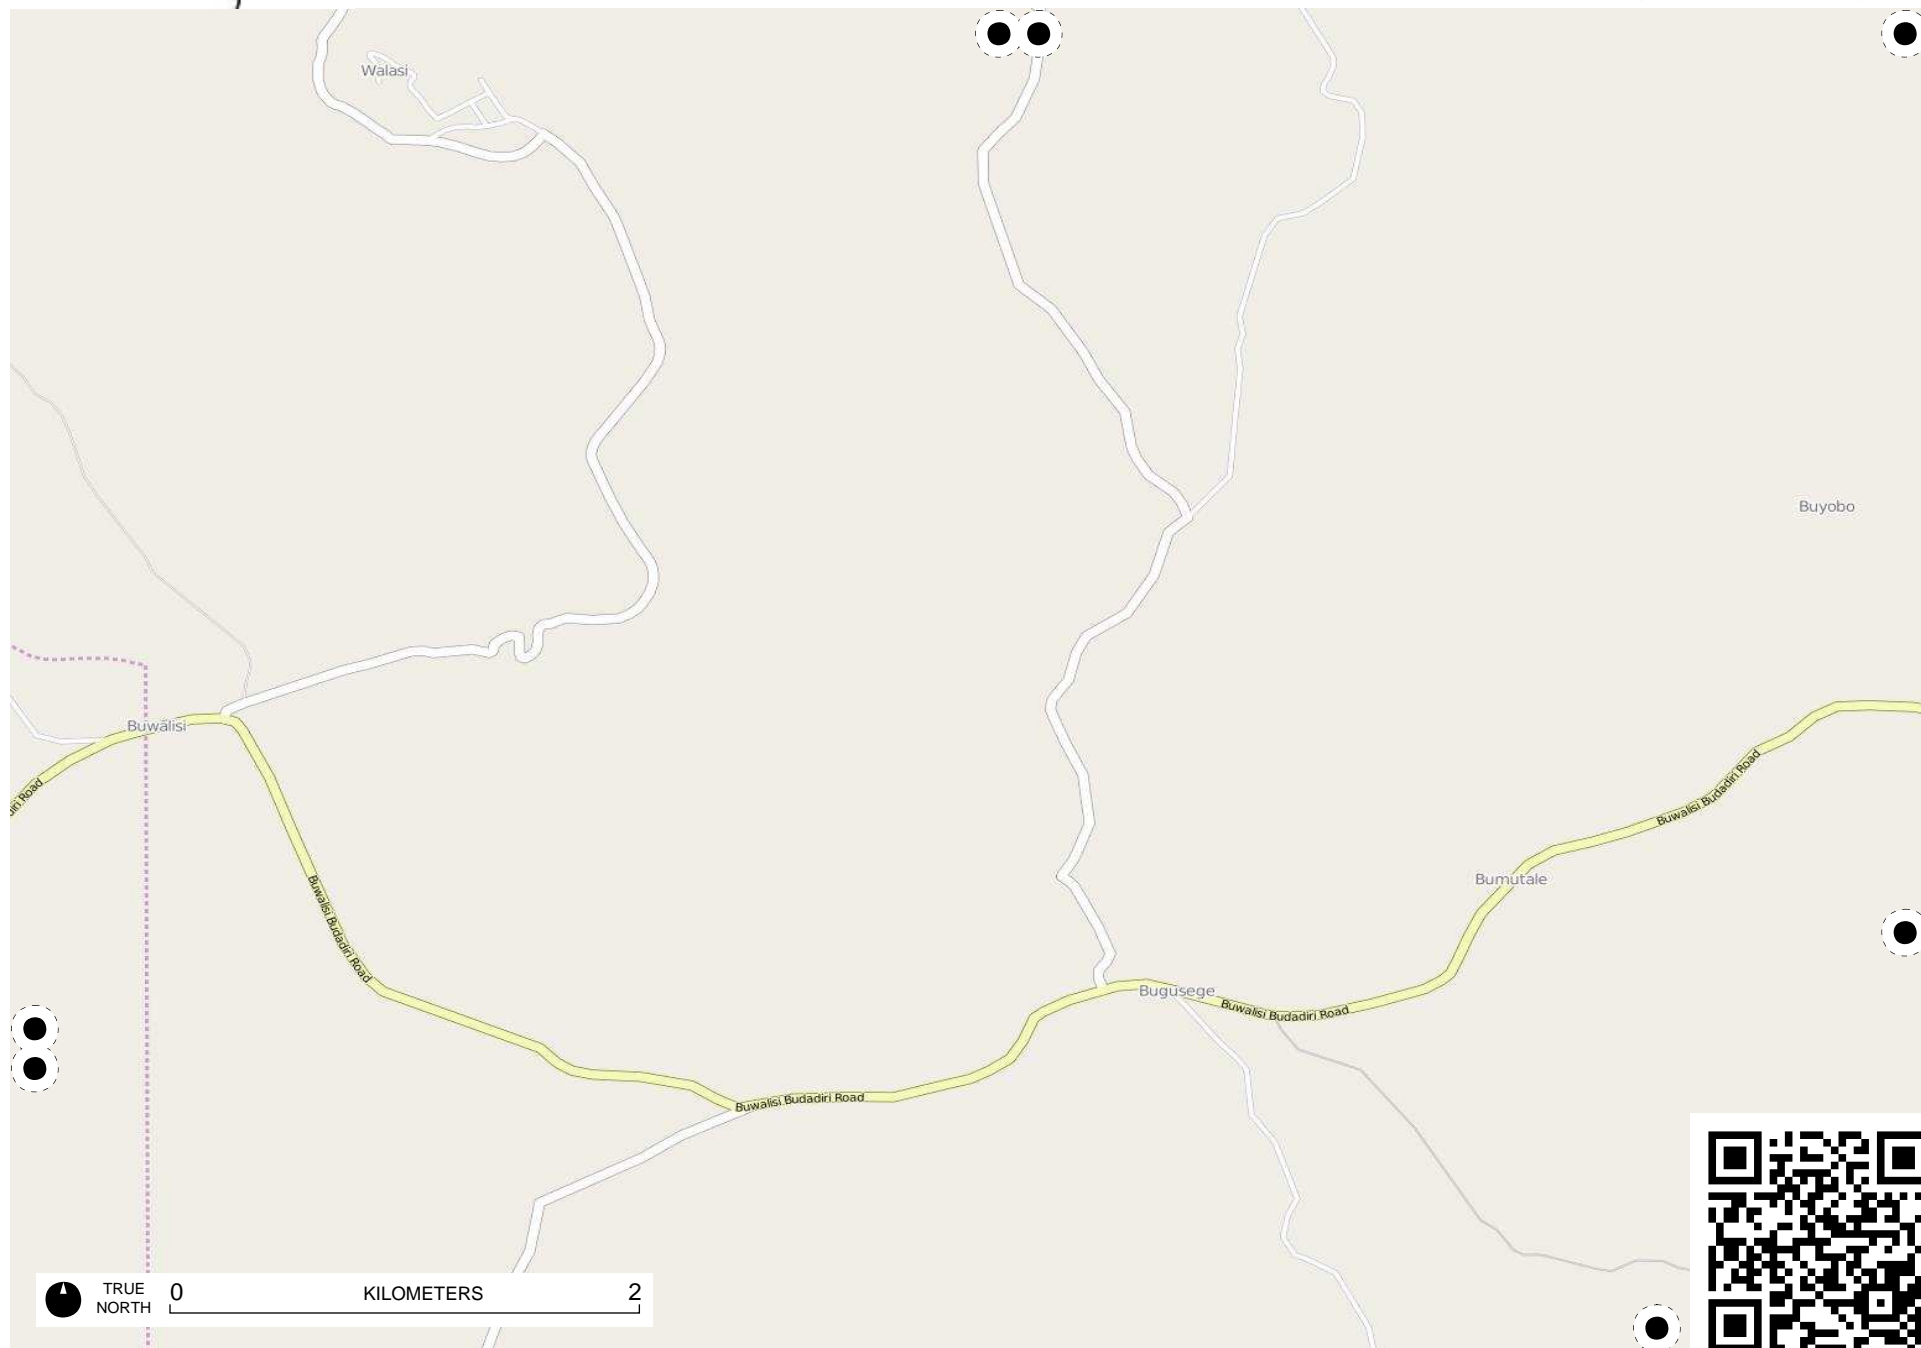 Walasi
Buyobo
Buwalisi
diri Road
Buwalisi Budadiri Road
Buwalisi Budadiri Road
Bumutale
Buwalisi Budadiri Road
Bugusege
Buwalisi Budadiri Road
TRUE NORTH
0 KILOMETERS 2